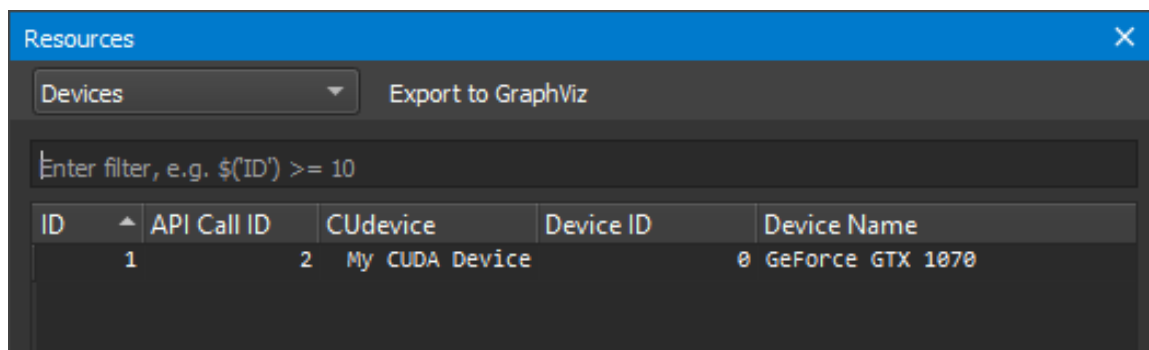 Resources
Devices Export to GraphViz
Enter filter, e.g. $('ID') >= 10
ID API Call ID CUdevice Device ID Device Name
1 2 My CUDA Device 0 GeForce GTX 1070